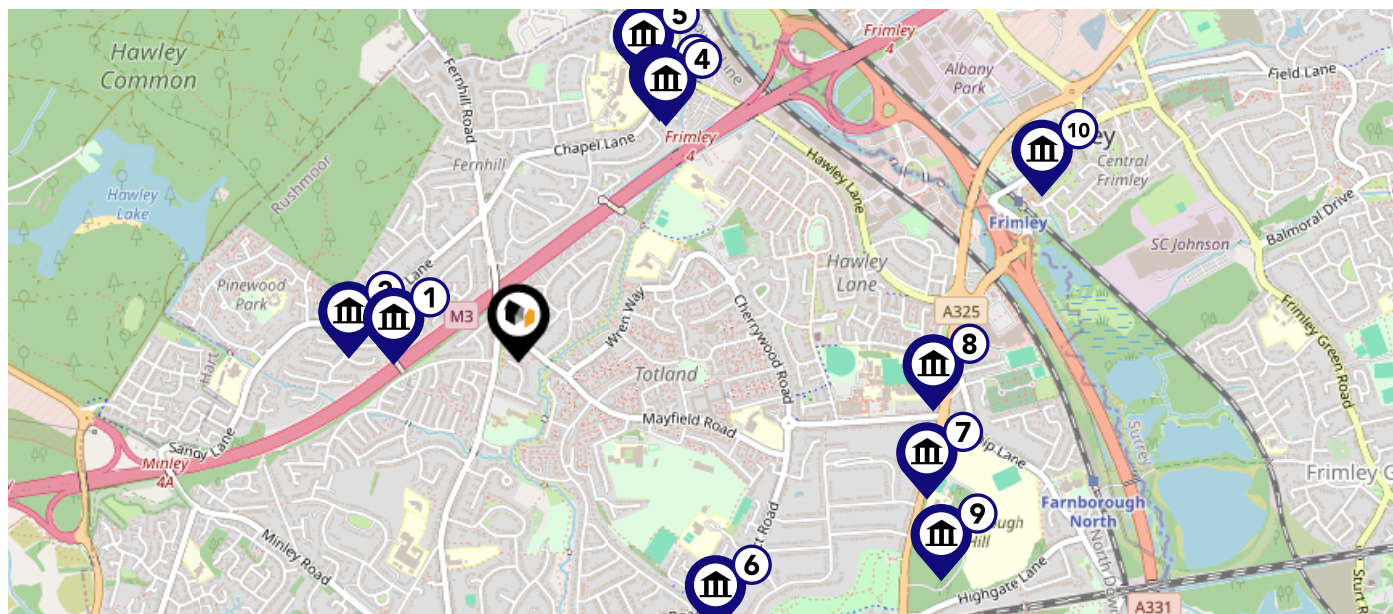 Hawley
Common
Hawley
Lake
Rushmoor
Fernhill Road
Fernhill
Chapel Lane
5
4
Frimley
4
Frimley
4
Albany
Park
Field Lane
10
Central
Frimley
Frimley
SC Johnson
Balmoral Drive
Frimley Green Road
Hawley Lane
Hawley
Lane
Pinewood
Park
Lane
2
1
M3
Wren Way
Cherrywood Road
Totland
Mayfield Road
A325
8
7
9
6
Hart
Sandy Lane
Minley
4A
Minley Road
Surrey
Farnborough
North
Hill
Highgate Lane
A331